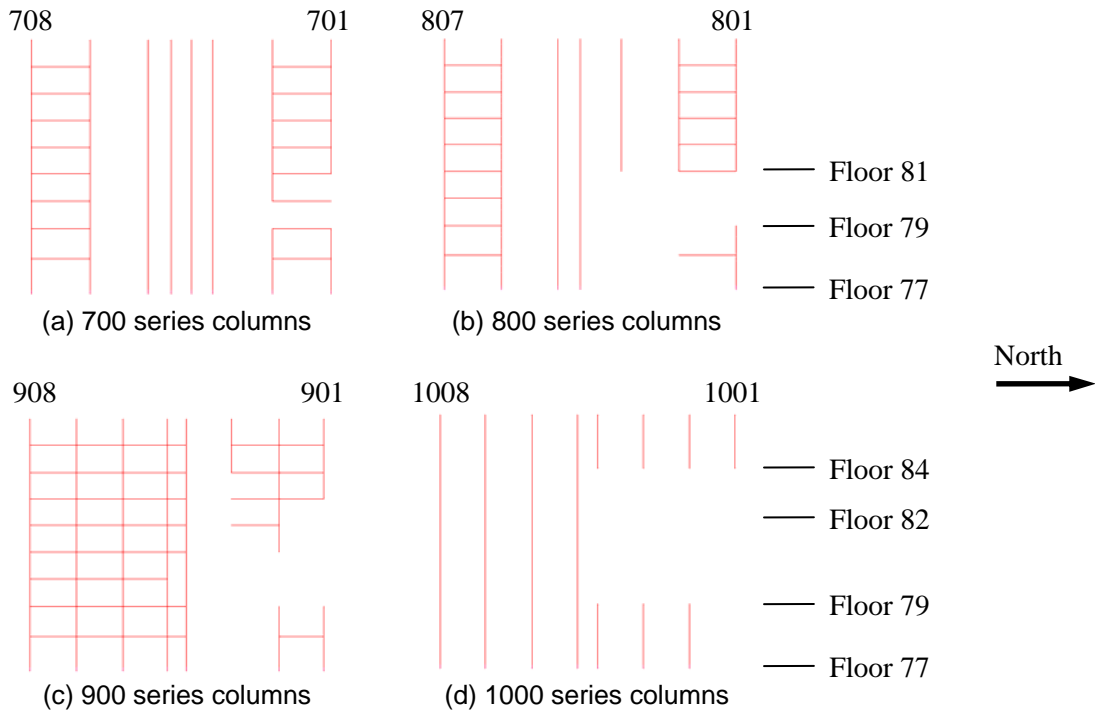 708 701 807 801
Floor 81
Floor 79
Floor 77
(a) 700 series columns (b) 800 series columns
North
908 901 1008 1001
Floor 84
Floor 82
Floor 79
Floor 77
(c) 900 series columns (d) 1000 series columns